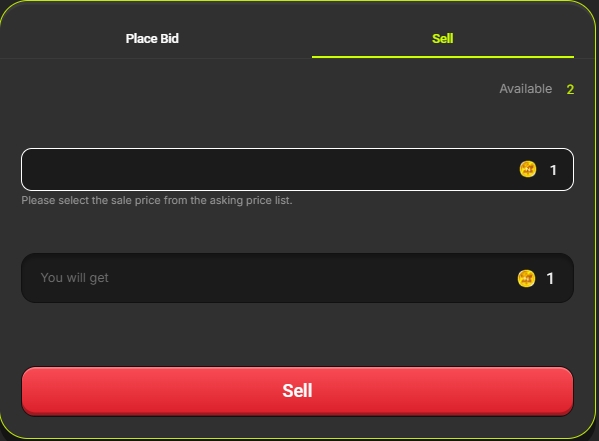 Place Bid Sell
Available 2
1
Please select the sale price from the asking price list.
You will get 1
Sell